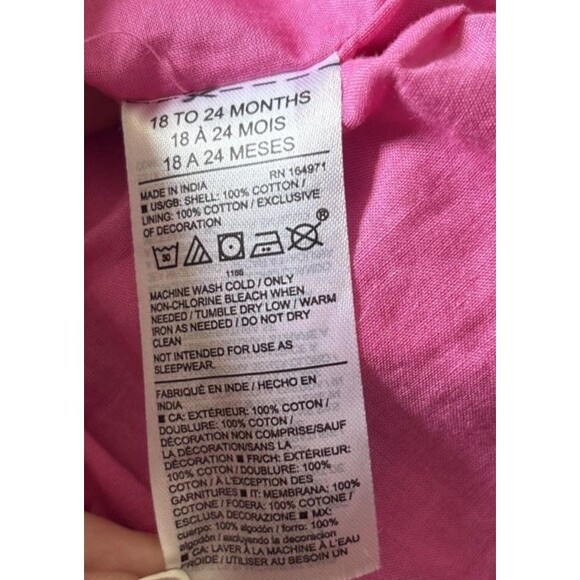 18 TO 24 MONTHS
18 À 24 MOIS
18 A 24 MESES
MADE IN INDIA RN 164971
■ US/GB: SHELL: 100% COTTON /
LINING: 100% COTTON / EXCLUSIVE
OF DECORATION
30 ®
MACHINE WASH COLD / ONLY
NON-CHLORINE BLEACH WHEN
NEEDED / TUMBLE DRY LOW / WARM
IRON AS NEEDED / DO NOT DRY
CLEAN
NOT INTENDED FOR USE AS
SLEEPWEAR.
FABRIQUÉ EN INDE / HECHO EN
INDIA
■ CA: EXTÉRIEUR: 100% COTON /
DOUBLURE: 100% COTON /
DÉCORATION NON COMPRISE/SAUF
LA DÉCORATION/SANS LA
DÉCORATION ■ FR/CH: EXTÉRIEUR:
100% COTON / DOUBLURE: 100%
COTON / À L'EXCEPTION DES
GARNITURES ■ IT: MEMBRANA: 100%
COTONE / FODERA: 100% COTONE /
ESCLUSA DECORAZIONE ■ MX:
cuerpo: 100% algodón / forro: 100%
algodón / excluyendo la decoracion
■ CA: LAVER À LA MACHINE À L'EAU
FROIDE / UTILISER AU BESOIN UN